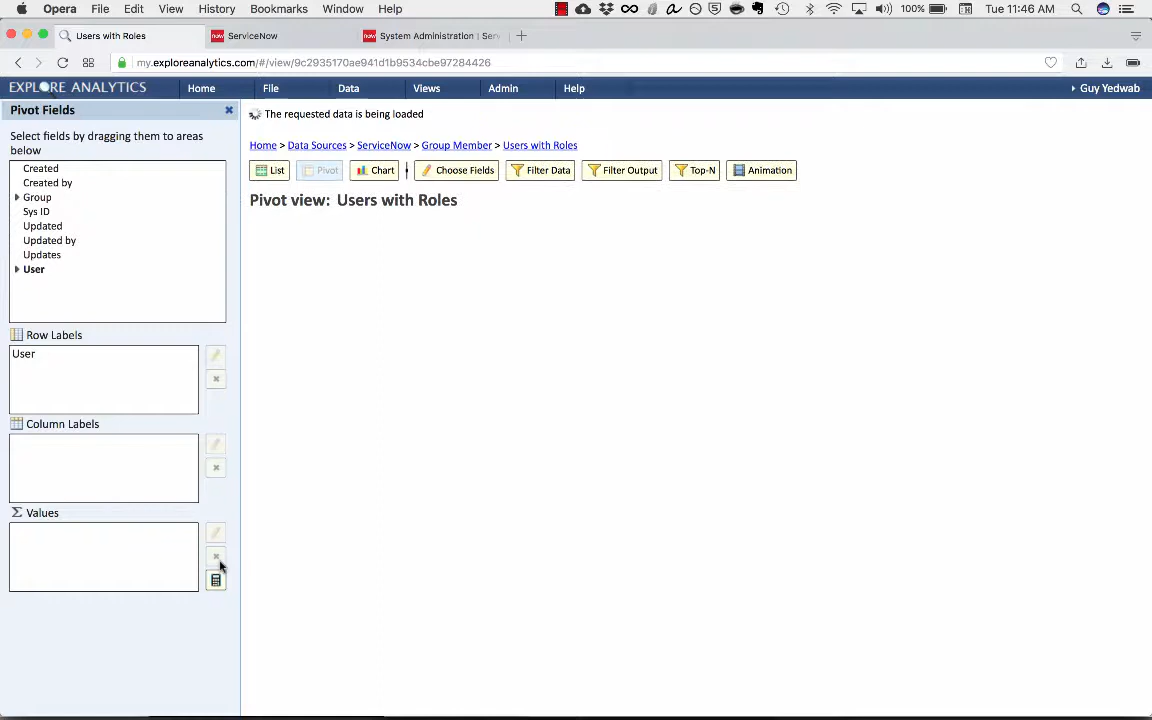 Opera File Edit View History Bookmarks Window Help 100% Tue 11:46 AM
Users with Roles ServiceNow System Administration | Serv
my.exploreanalytics.com/#/view/9c2935170ae941d1b9534cbe97284426
EXPLORE ANALYTICS Home File Data Views Admin Help Guy Yedwab
Pivot Fields
Select fields by dragging them to areas
below
Created
Created by
Group
Sys ID
Updated
Updated by
Updates
User
Row Labels
User
Column Labels
Σ Values
The requested data is being loaded
Home > Data Sources > ServiceNow > Group Member > Users with Roles
List Pivot Chart Choose Fields Filter Data Filter Output Top-N Animation
Pivot view: Users with Roles